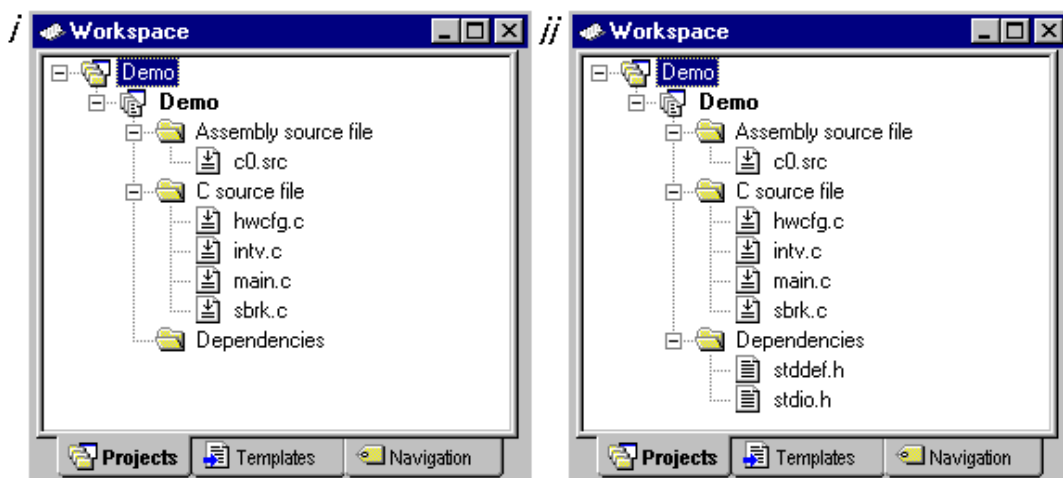 i
Workspace
Demo
Demo
Assembly source file
c0.src
C source file
hwcfg.c
intv.c
main.c
sbrk.c
Dependencies
Projects Templates Navigation
ii
Workspace
Demo
Demo
Assembly source file
c0.src
C source file
hwcfg.c
intv.c
main.c
sbrk.c
Dependencies
stddef.h
stdio.h
Projects Templates Navigation